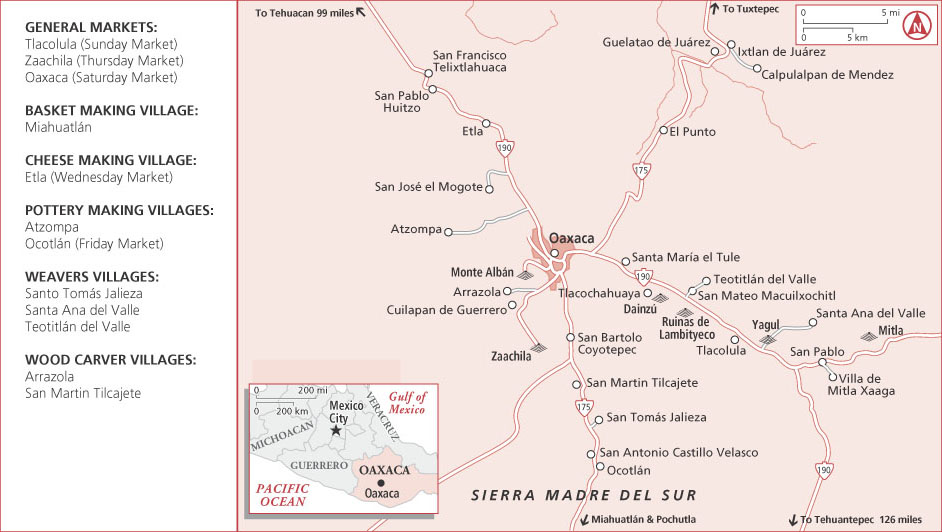 GENERAL MARKETS:
Tlacolula (Sunday Market)
Zaachila (Thursday Market)
Oaxaca (Saturday Market)
BASKET MAKING VILLAGE:
Miahuatlán
CHEESE MAKING VILLAGE:
Etla (Wednesday Market)
POTTERY MAKING VILLAGES:
Atzompa
Ocotlán (Friday Market)
WEAVERS VILLAGES:
Santo Tomás Jalieza
Santa Ana del Valle
Teotitlán del Valle
WOOD CARVER VILLAGES:
Arrazola
San Martin Tilcajete
To Tehuacan 99 miles
To Tuxtepec
0 5 mi
0 5 km
N
Guelatao de Juárez
Ixtlan de Juárez
Calpulalpan de Mendez
San Francisco
Telixtlahuaca
San Pablo
Huitzo
Etla
El Punto
190
175
San José el Mogote
Atzompa
Oaxaca
Santa María el Tule
Monte Albán
190
Teotitlán del Valle
Arrazola
Tlacochahuaya
San Mateo Macuilxochitl
Cuilapan de Guerrero
Dainzú
Santa Ana del Valle
Ruinas de
Lambityeco
Yagul
Mitla
San Bartolo
Coyotepec
Zaachila
Tlacolula
San Pablo
San Martin Tilcajete
Villa de
Mitla Xaaga
175
San Tomás Jalieza
San Antonio Castillo Velasco
Ocotlán
190
SIERRA MADRE DEL SUR
Miahuatlán & Pochutla
To Tehuantepec 126 miles
0 200 mi
0 200 km
Gulf of
Mexico
Mexico
City
VERACRUZ
MICHOACAN
GUERRERO
OAXACA
Oaxaca
PACIFIC
OCEAN